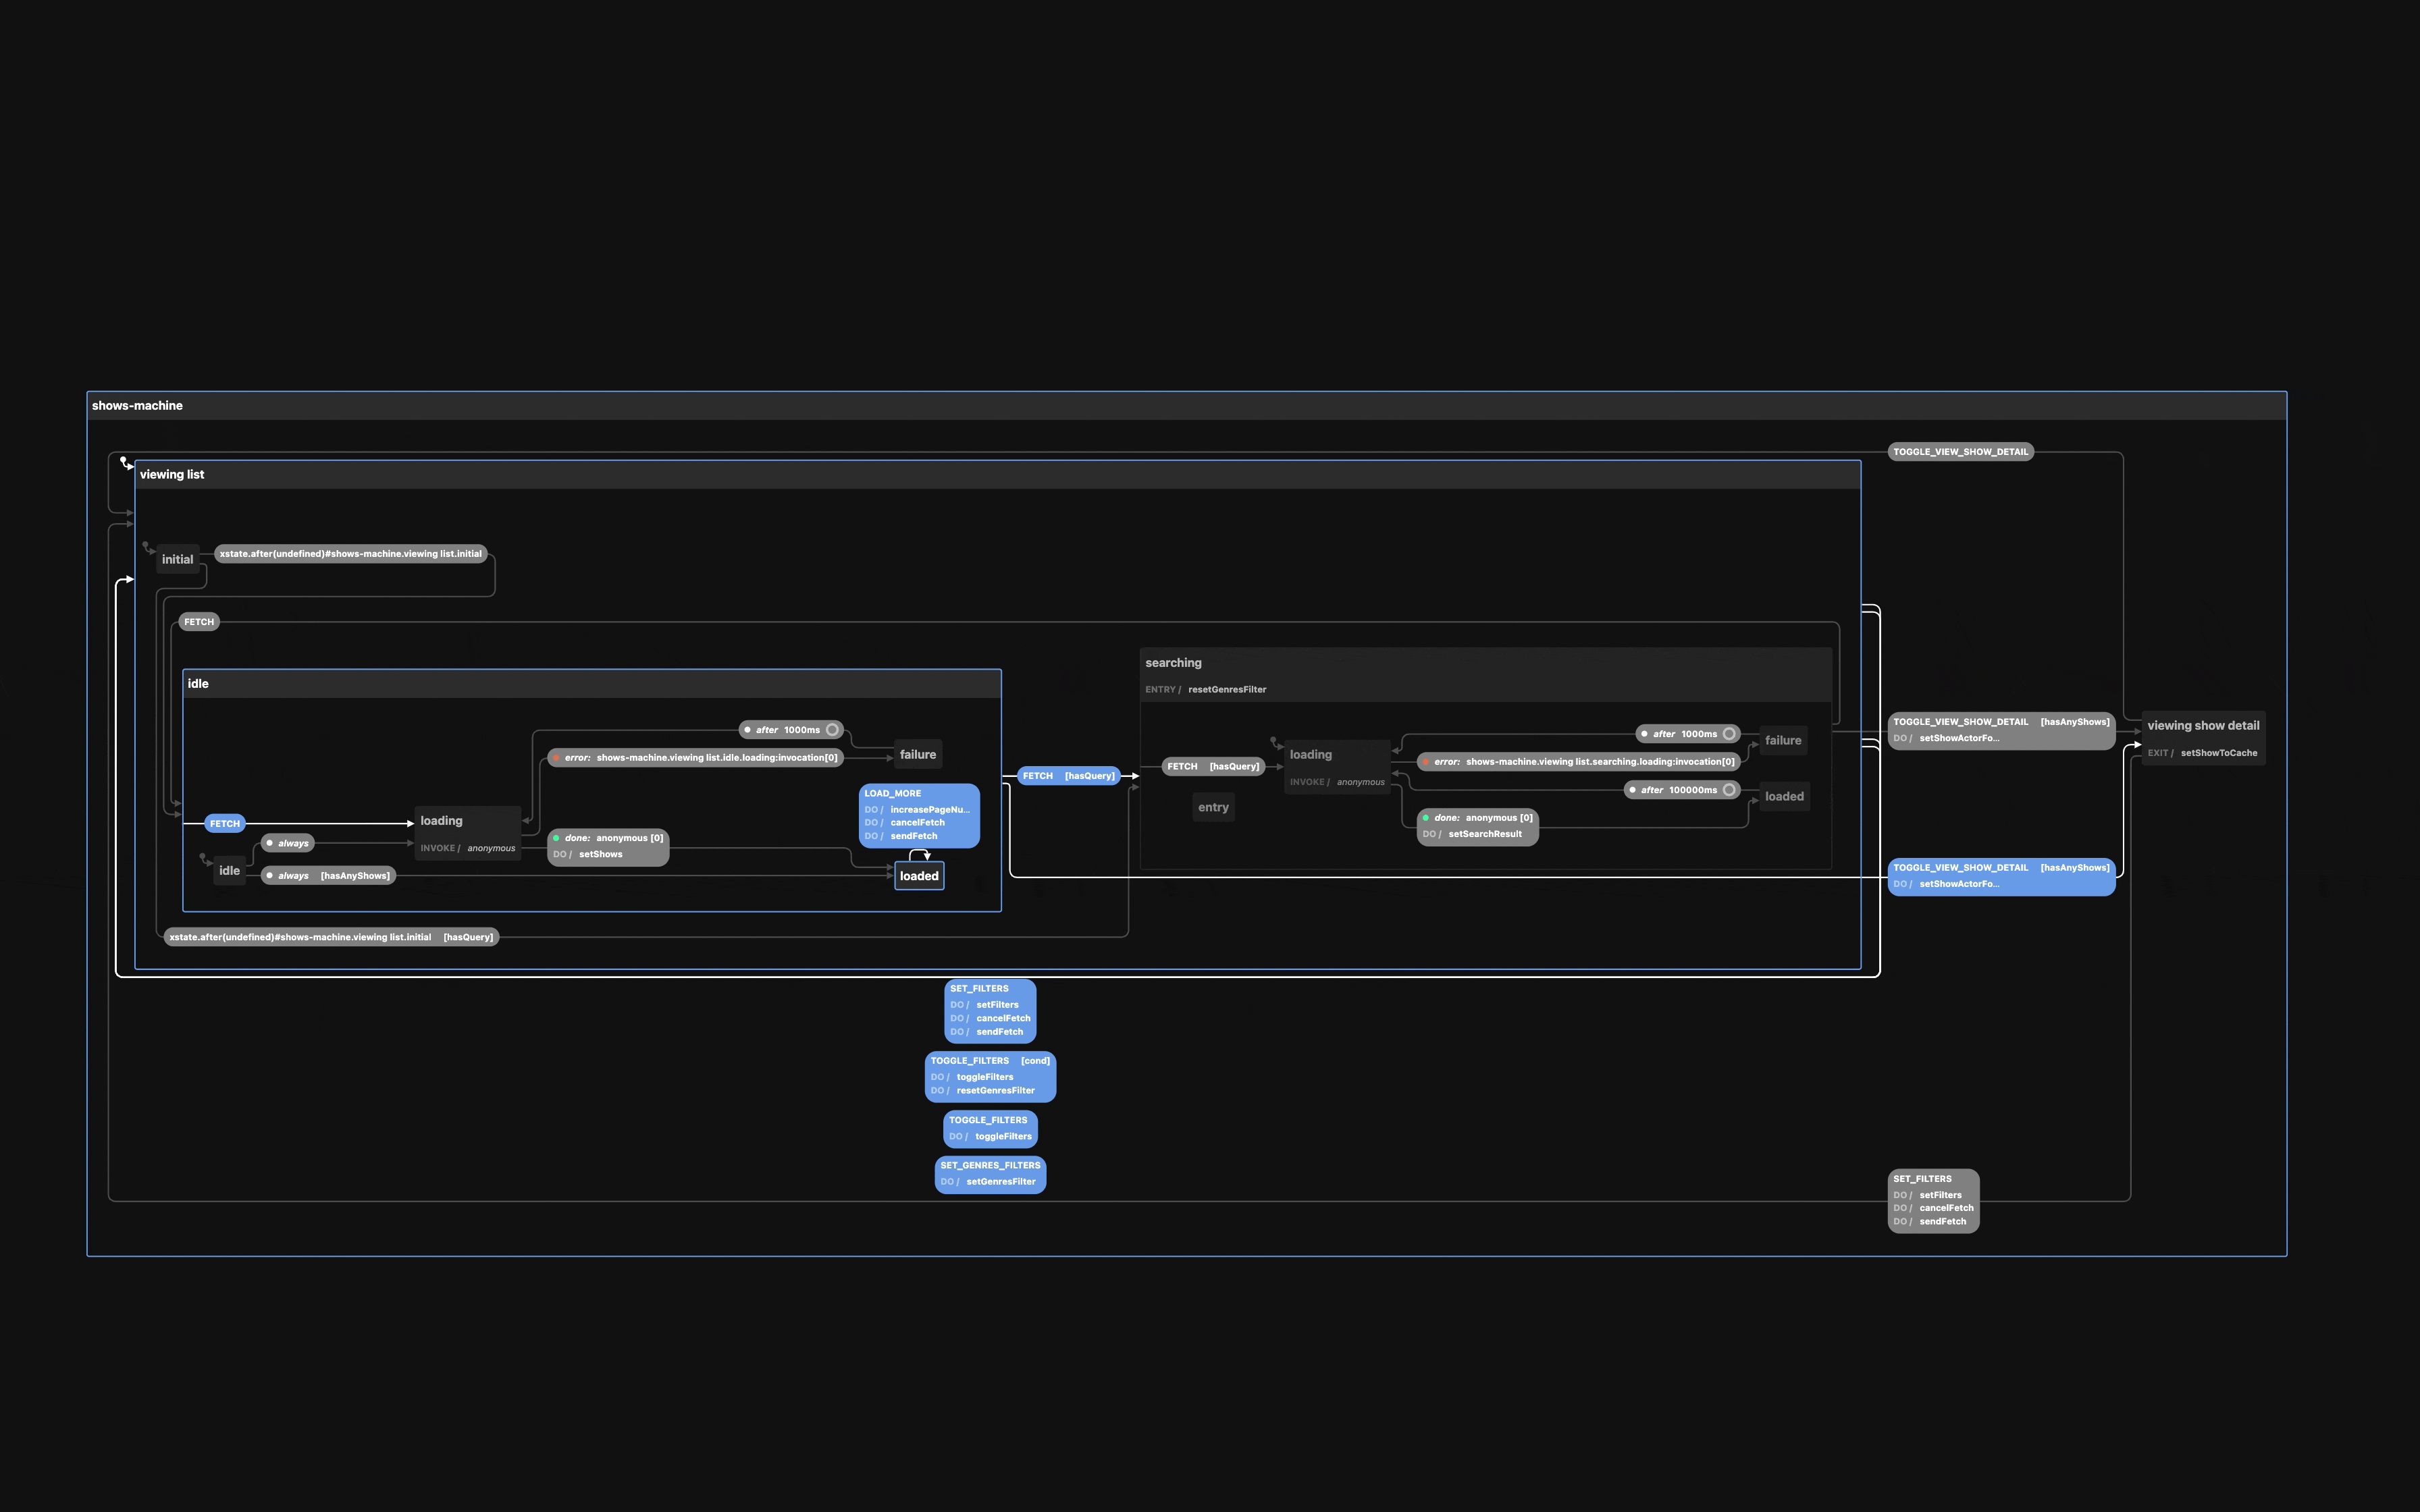 shows-machine
TOGGLE_VIEW_SHOW_DETAIL
viewing list
initial
xstate.after(undefined)#shows-machine.viewing list.initial
FETCH
idle
after 1000ms
error: shows-machine.viewing list.idle.loading:invocation[0]
failure
LOAD_MORE
DO / increasePageNu...
DO / cancelFetch
DO / sendFetch
FETCH
loading
INVOKE / anonymous
always
done: anonymous [0]
DO / setShows
idle
always [hasAnyShows]
loaded
xstate.after(undefined)#shows-machine.viewing list.initial [hasQuery]
FETCH [hasQuery]
searching
ENTRY / resetGenresFilter
FETCH [hasQuery]
entry
loading
INVOKE / anonymous
after 1000ms
failure
error: shows-machine.viewing list.searching.loading:invocation[0]
after 100000ms
loaded
done: anonymous [0]
DO / setSearchResult
TOGGLE_VIEW_SHOW_DETAIL [hasAnyShows]
DO / setShowActorFo...
viewing show detail
EXIT / setShowToCache
TOGGLE_VIEW_SHOW_DETAIL [hasAnyShows]
DO / setShowActorFo...
SET_FILTERS
DO / setFilters
DO / cancelFetch
DO / sendFetch
TOGGLE_FILTERS [cond]
DO / toggleFilters
DO / resetGenresFilter
TOGGLE_FILTERS
DO / toggleFilters
SET_GENRES_FILTERS
DO / setGenresFilter
SET_FILTERS
DO / setFilters
DO / cancelFetch
DO / sendFetch